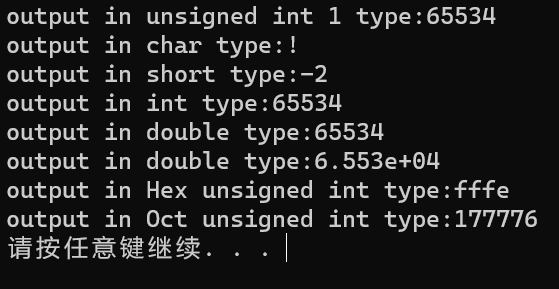 output in unsigned int 1 type:65534
output in char type:!
output in short type:-2
output in int type:65534
output in double type:65534
output in double type:6.553e+04
output in Hex unsigned int type:fffe
output in Oct unsigned int type:177776
请按任意键继续. . .